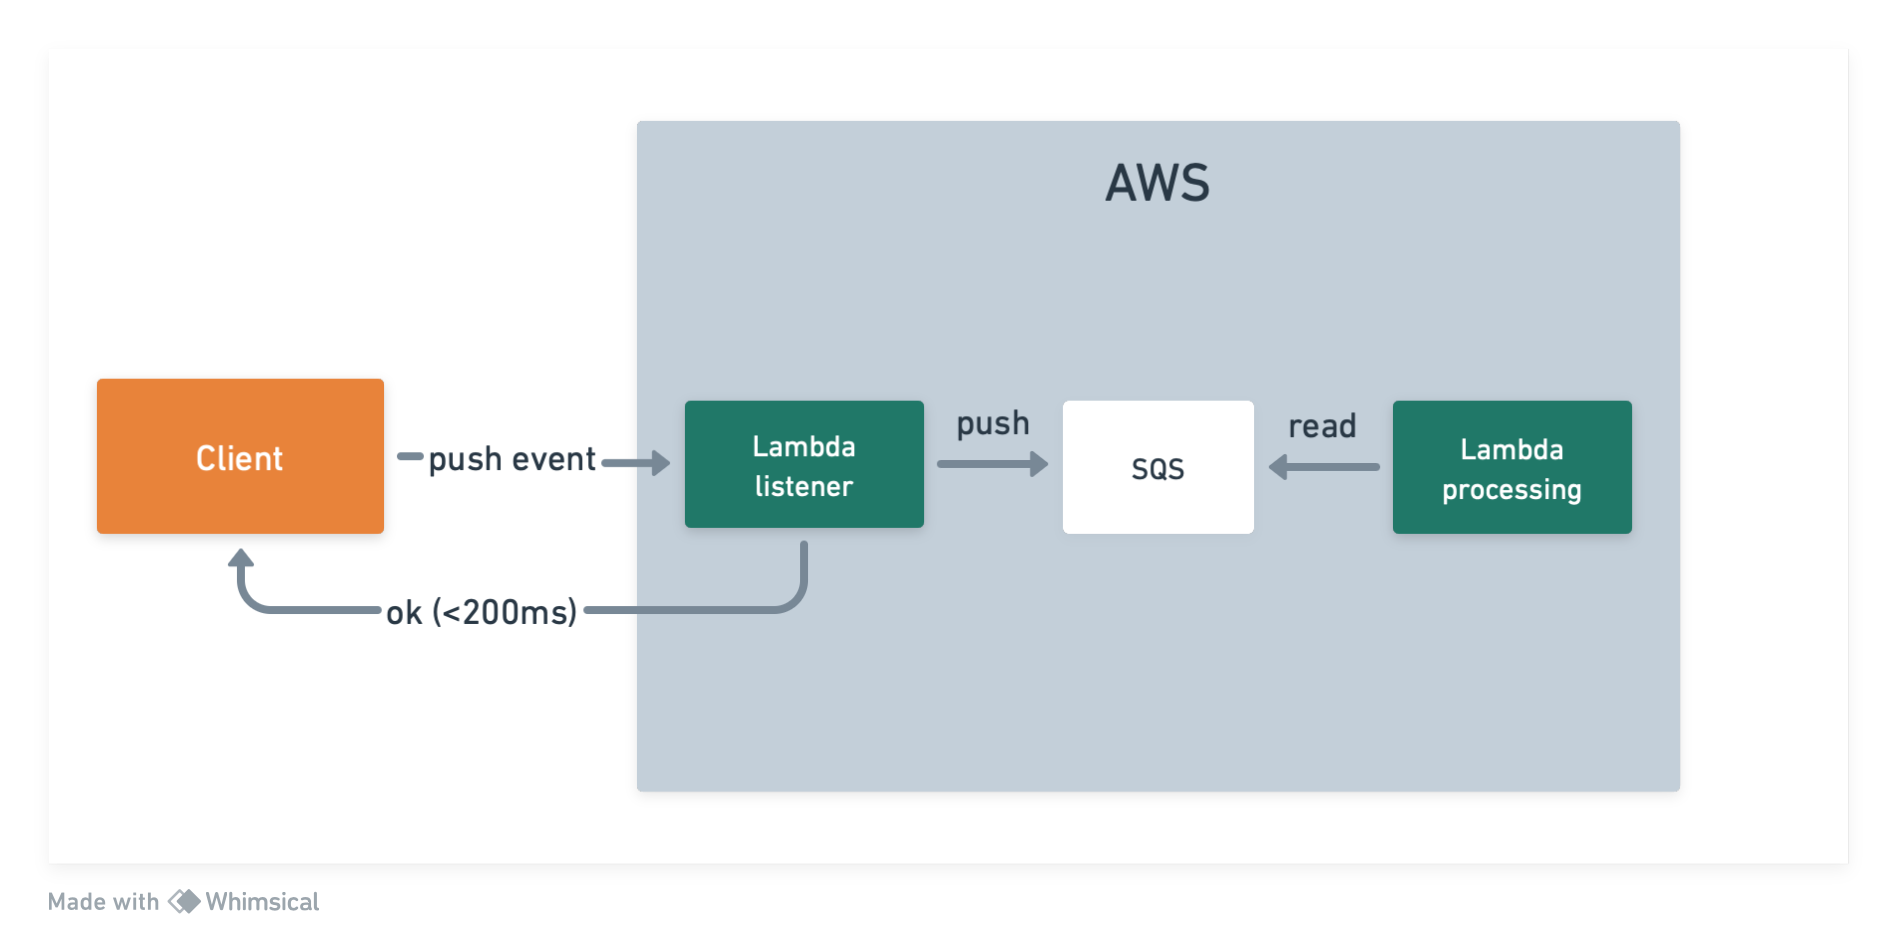 AWS
Client
push event
Lambda
listener
push
SQS
read
Lambda
processing
ok (<200ms)
Made with Whimsical